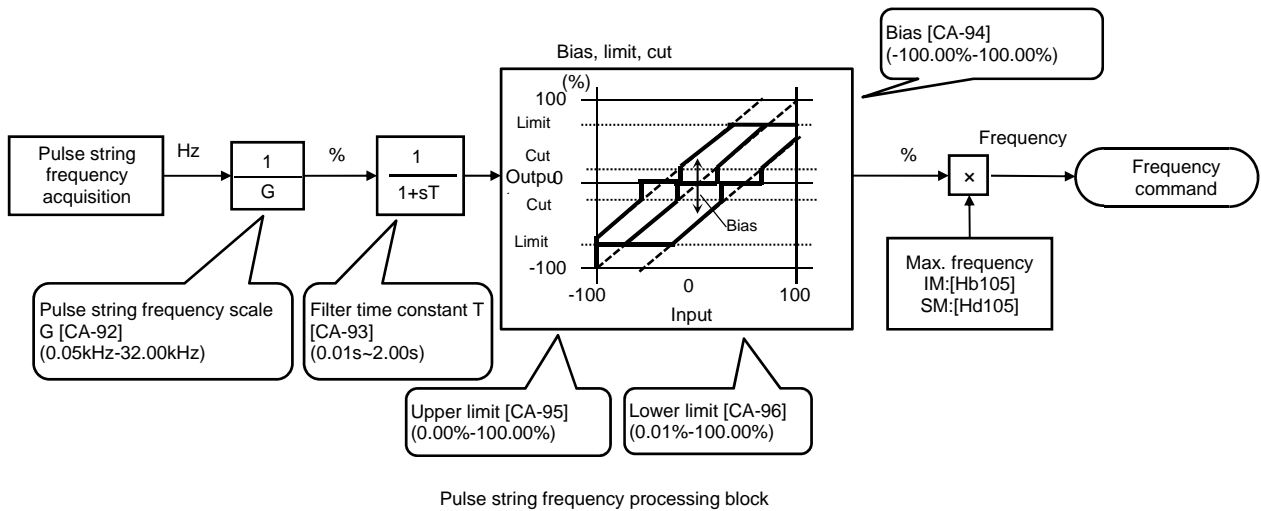 Bias [CA-94]
(-100.00%-100.00%)
Bias, limit, cut
(%)
100
Limit
Cut
Output
0
Cut
Limit
-100
Bias
-100
0
100
Input
Pulse string
frequency
acquisition
Hz
1
G
%
1
1+sT
%
×
Frequency
Frequency
command
Max. frequency
IM:[Hb105]
SM:[Hd105]
Pulse string frequency scale
G [CA-92]
(0.05kHz-32.00kHz)
Filter time constant T
[CA-93]
(0.01s~2.00s)
Upper limit [CA-95]
(0.00%-100.00%)
Lower limit [CA-96]
(0.01%-100.00%)
Pulse string frequency processing block